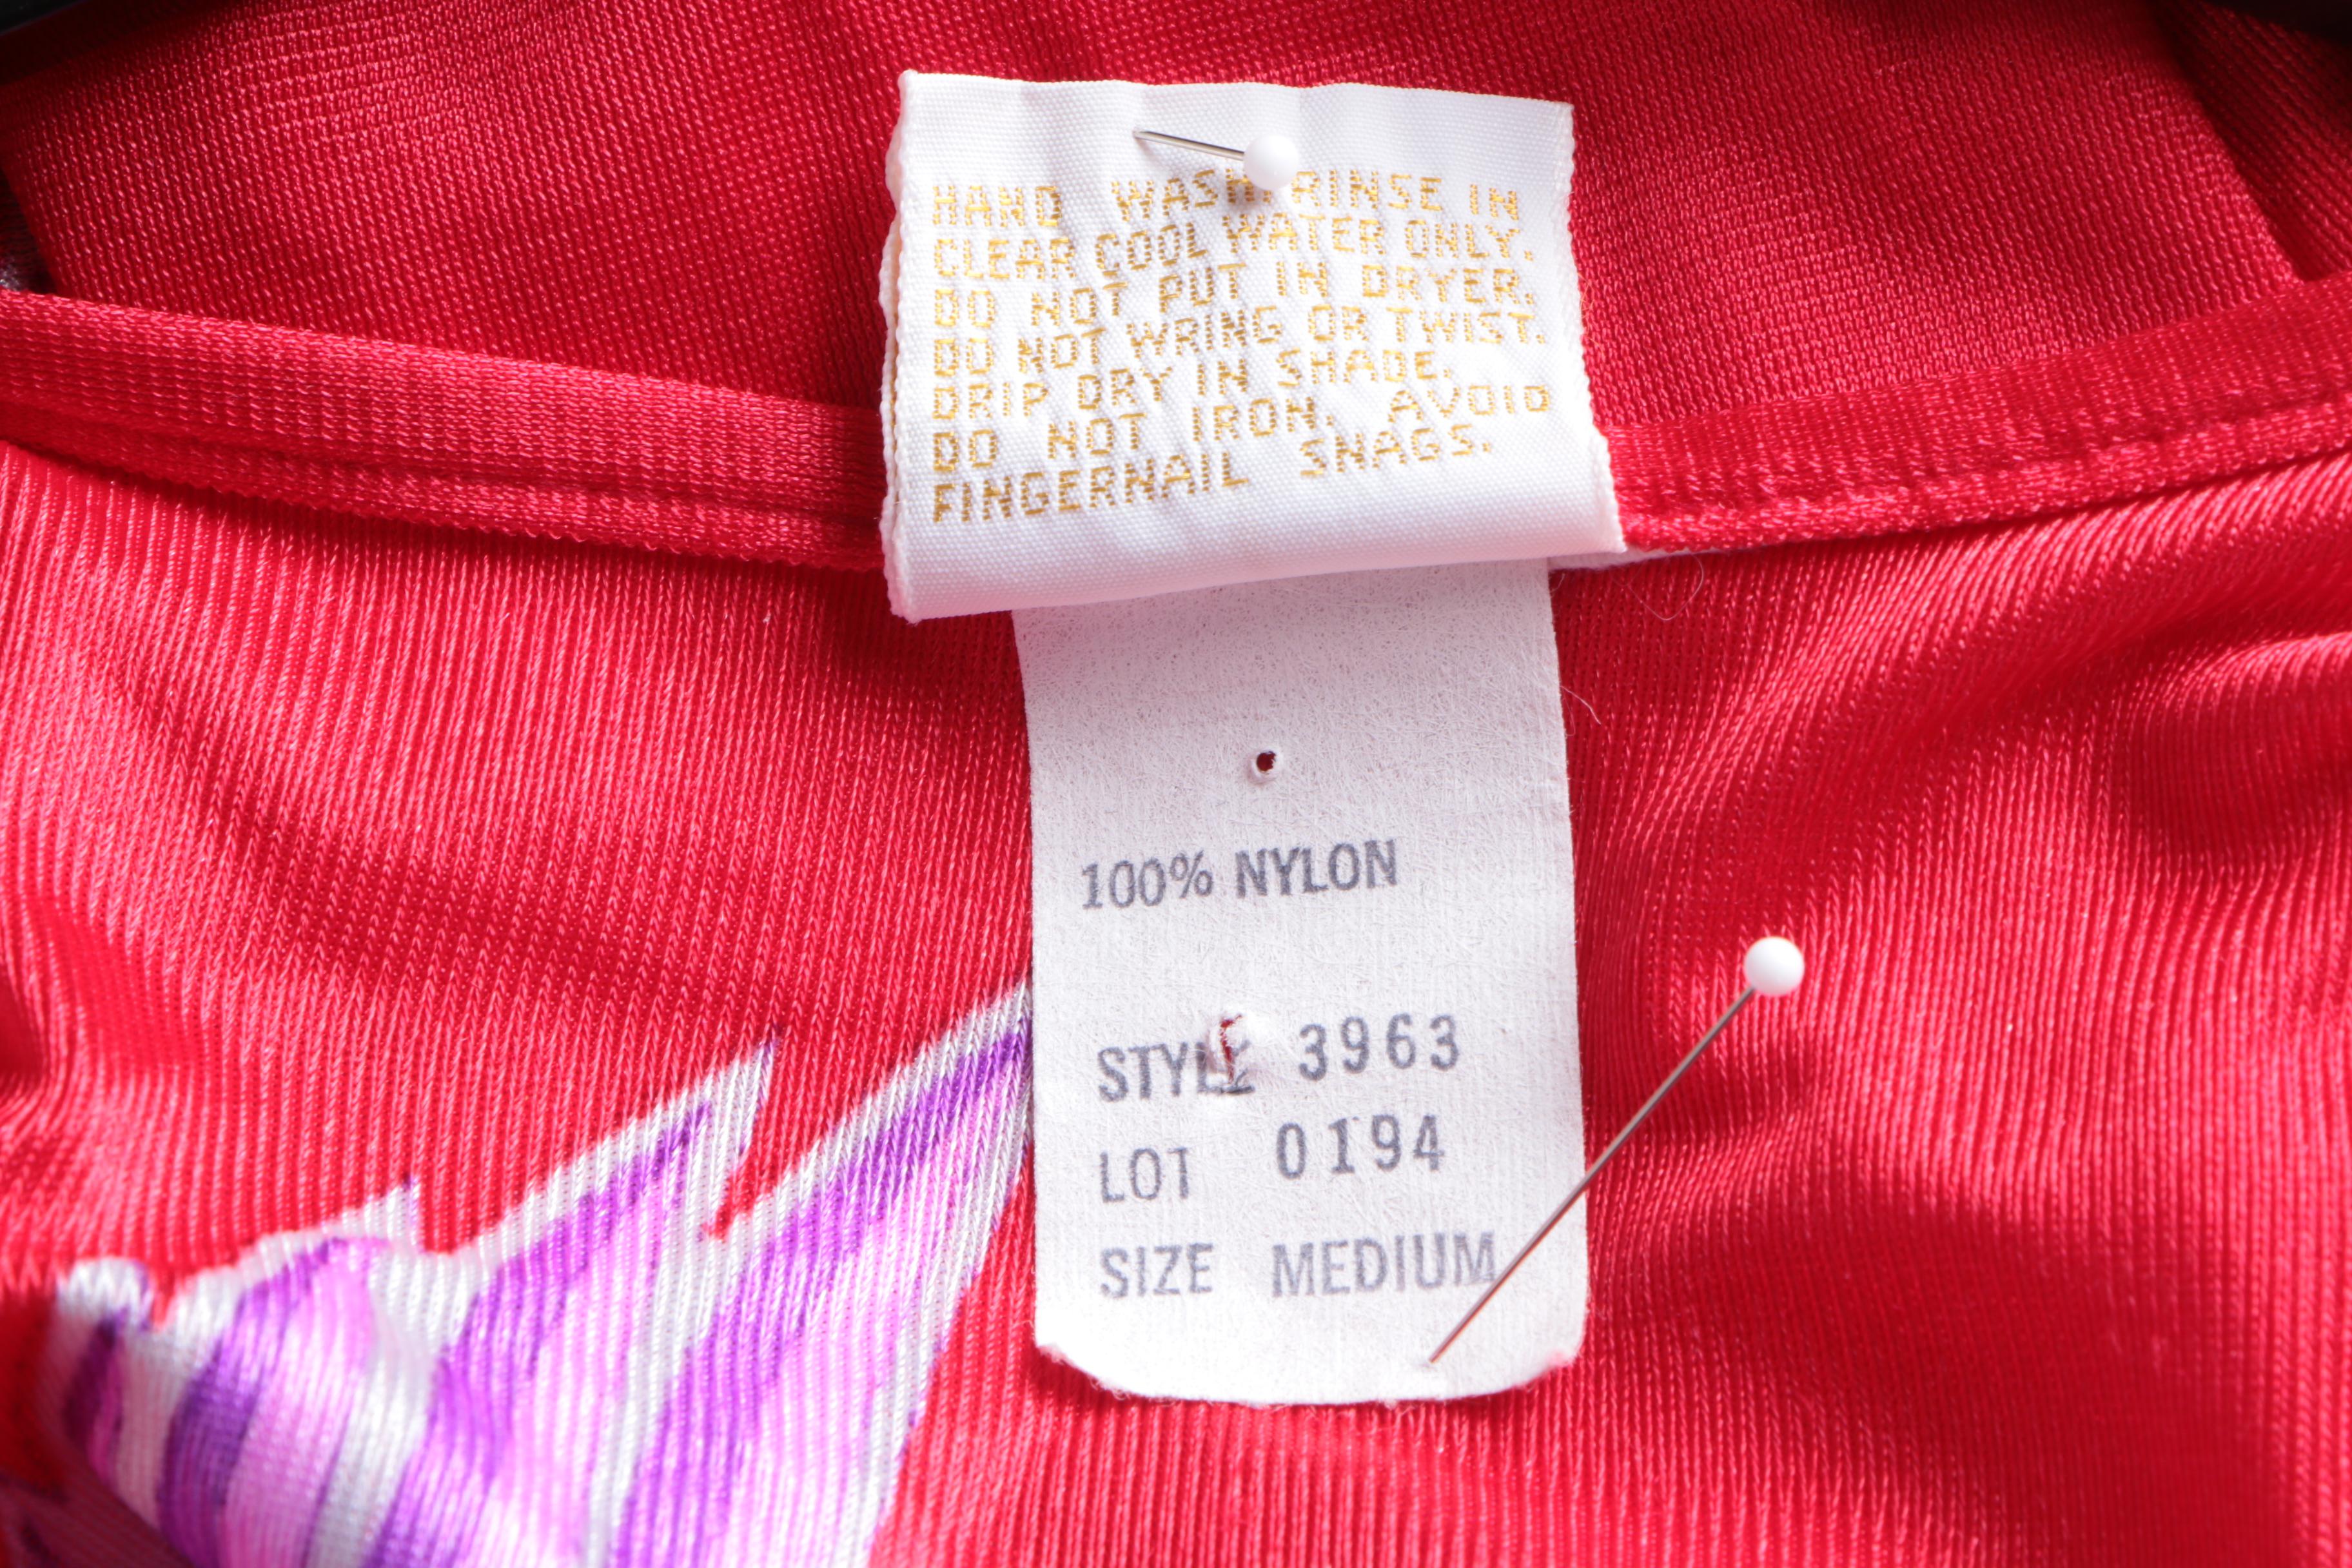 HAND WASH, RINSE IN
CLEAR COOL WATER ONLY.
DO NOT PUT IN DRYER.
DO NOT WRING OR TWIST.
DRIP DRY IN SHADE.
DO NOT IRON. AVOID
FINGERNAIL SNAGS.
100% NYLON
STYLE 3963
LOT 0194
SIZE MEDIUM